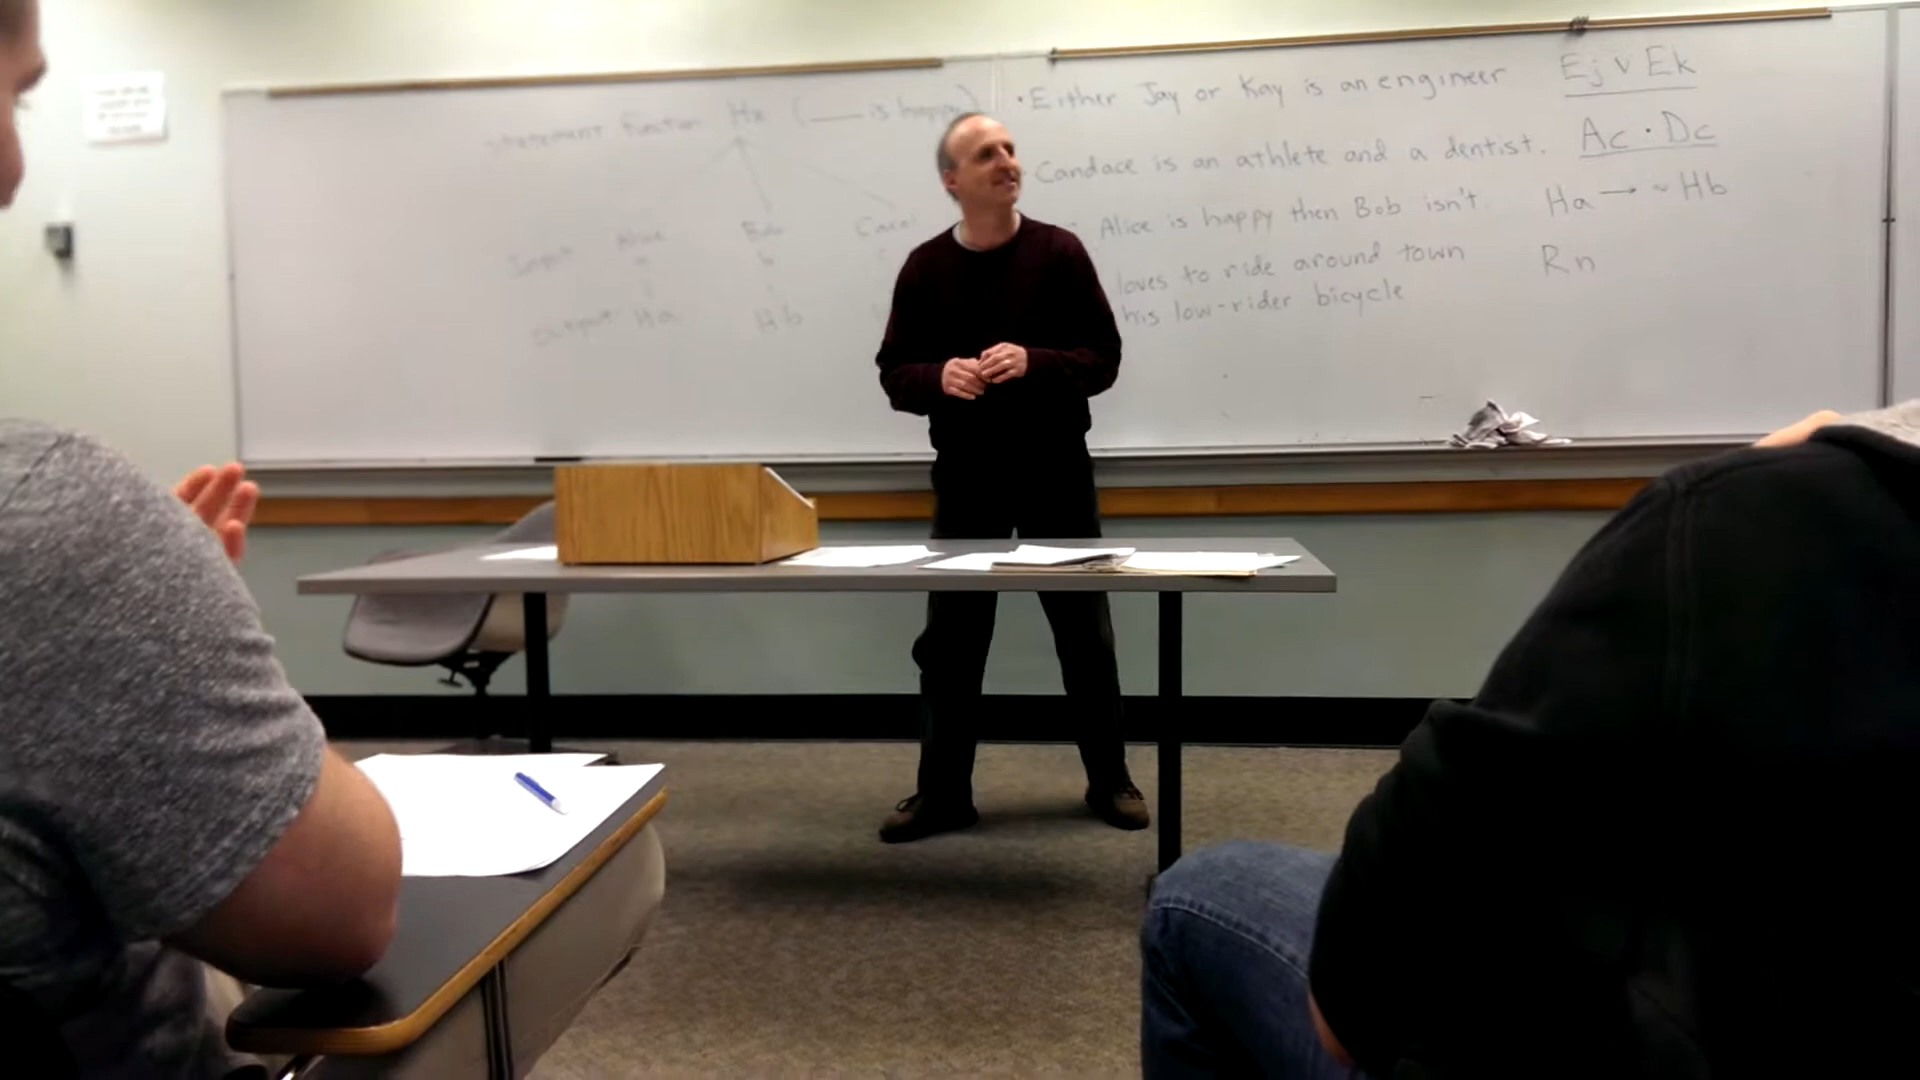 statement function Hx (___ is happy)
Alice Bob Carol
Input a b c
output Ha Hb
• Either Jay or Kay is an engineer Ej v Ek
Candace is an athlete and a dentist. Ac · Dc
Alice is happy then Bob isn't. Ha → ~ Hb
loves to ride around town Rn
his low-rider bicycle